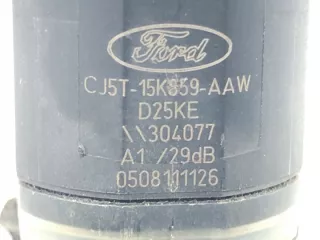 Ford
CJ5T-15K859-AAW
D25KE
\\304077
A1 /29dB
0508111126